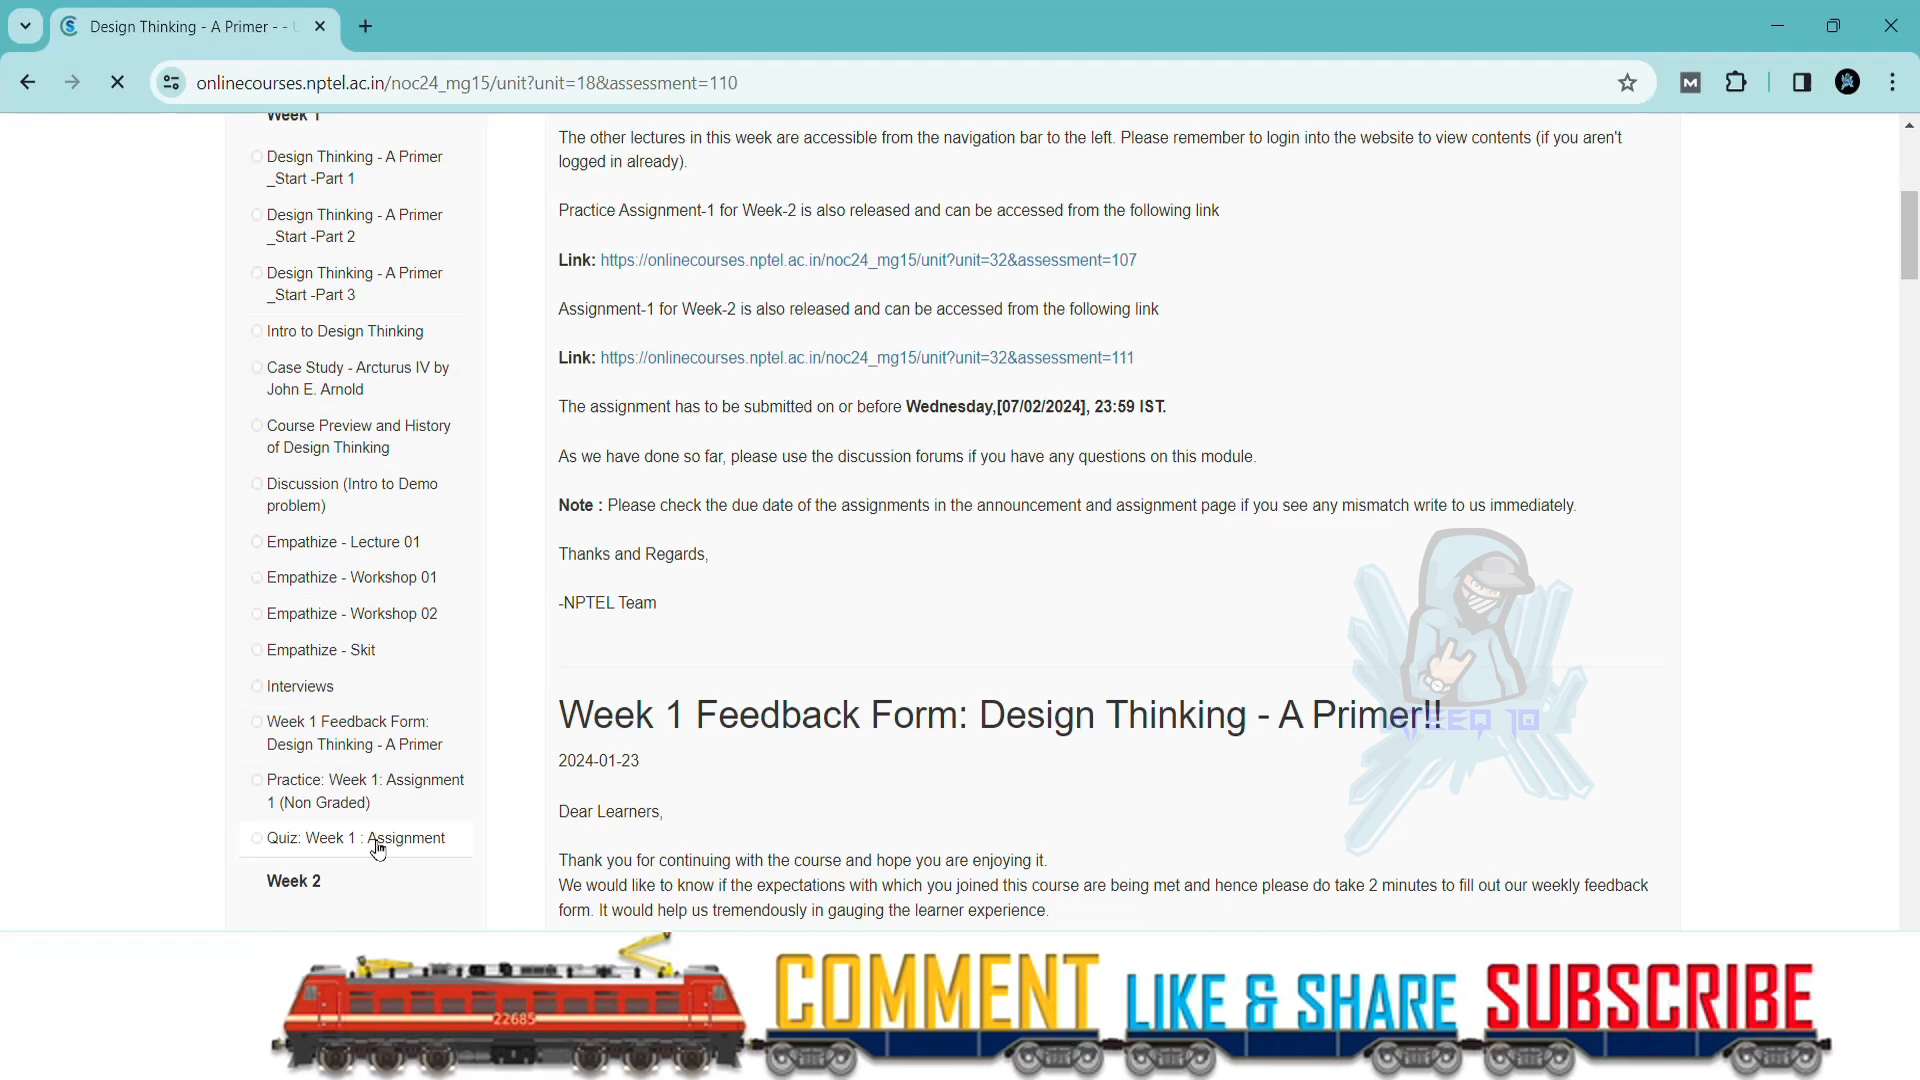 Design Thinking - A Primer - -
onlinecourses.nptel.ac.in/noc24_mg15/unit?unit=18&assessment=110
M
Week 1
Design Thinking - A Primer
_Start -Part 1
Design Thinking - A Primer
_Start -Part 2
Design Thinking - A Primer
_Start -Part 3
Intro to Design Thinking
Case Study - Arcturus IV by
John E. Arnold
Course Preview and History
of Design Thinking
Discussion (Intro to Demo
problem)
Empathize - Lecture 01
Empathize - Workshop 01
Empathize - Workshop 02
Empathize - Skit
Interviews
Week 1 Feedback Form:
Design Thinking - A Primer
Practice: Week 1: Assignment
1 (Non Graded)
Quiz: Week 1 : Assignment
Week 2
The other lectures in this week are accessible from the navigation bar to the left. Please remember to login into the website to view contents (if you aren't
logged in already).
Practice Assignment-1 for Week-2 is also released and can be accessed from the following link
Link: https://onlinecourses.nptel.ac.in/noc24_mg15/unit?unit=32&assessment=107
Assignment-1 for Week-2 is also released and can be accessed from the following link
Link: https://onlinecourses.nptel.ac.in/noc24_mg15/unit?unit=32&assessment=111
The assignment has to be submitted on or before Wednesday,[07/02/2024], 23:59 IST.
As we have done so far, please use the discussion forums if you have any questions on this module.
Note : Please check the due date of the assignments in the announcement and assignment page if you see any mismatch write to us immediately.
Thanks and Regards,
-NPTEL Team
Week 1 Feedback Form: Design Thinking - A Primer!!
2024-01-23
Dear Learners,
Thank you for continuing with the course and hope you are enjoying it.
We would like to know if the expectations with which you joined this course are being met and hence please do take 2 minutes to fill out our weekly feedback
form. It would help us tremendously in gauging the learner experience.
22685
COMMENT
LIKE & SHARE
SUBSCRIBE